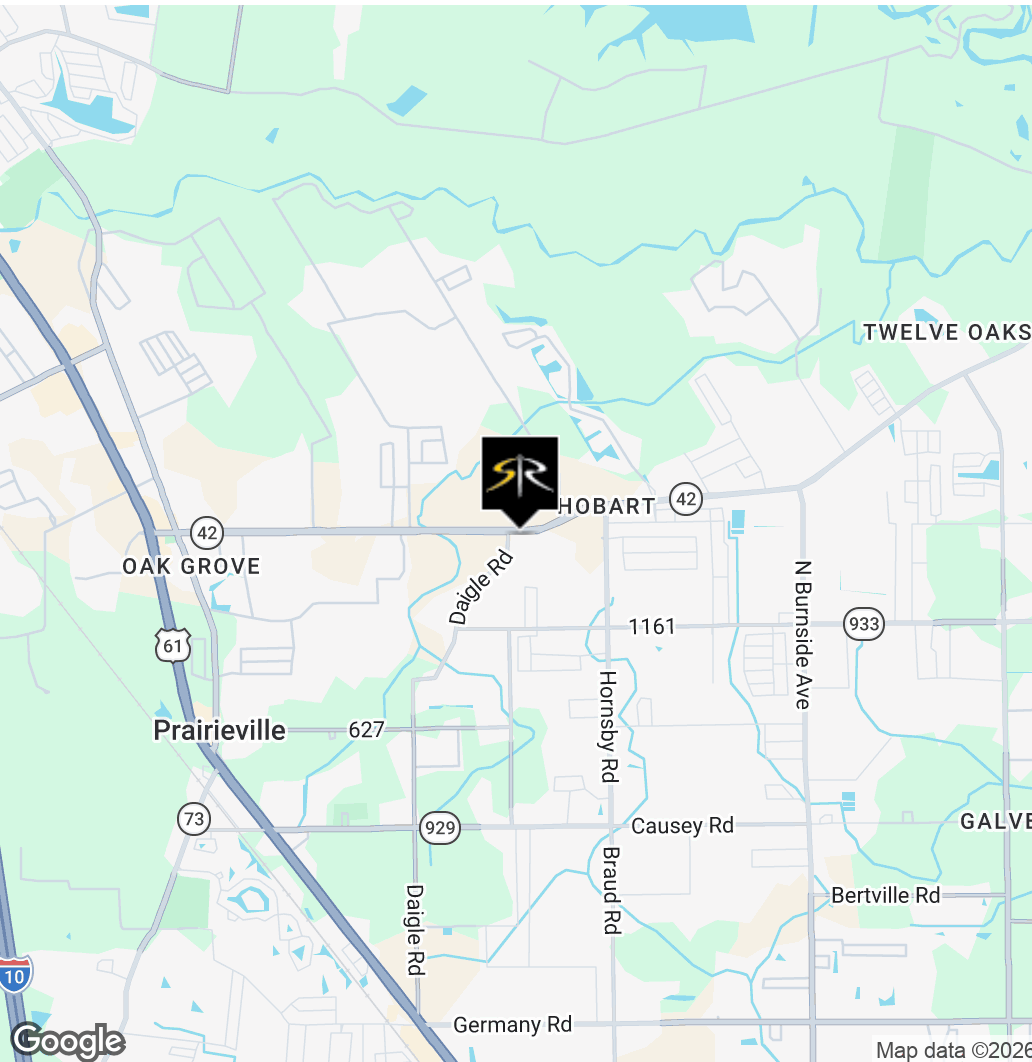 TWELVE OAKS
SR
HOBART
42
42
OAK GROVE
Daigle Rd
N Burnside Ave
1161
933
61
Hornsby Rd
Prairieville
627
73
929
Causey Rd
GALVE
Braud Rd
Daigle Rd
Bertville Rd
10
Germany Rd
Google
Map data ©2026